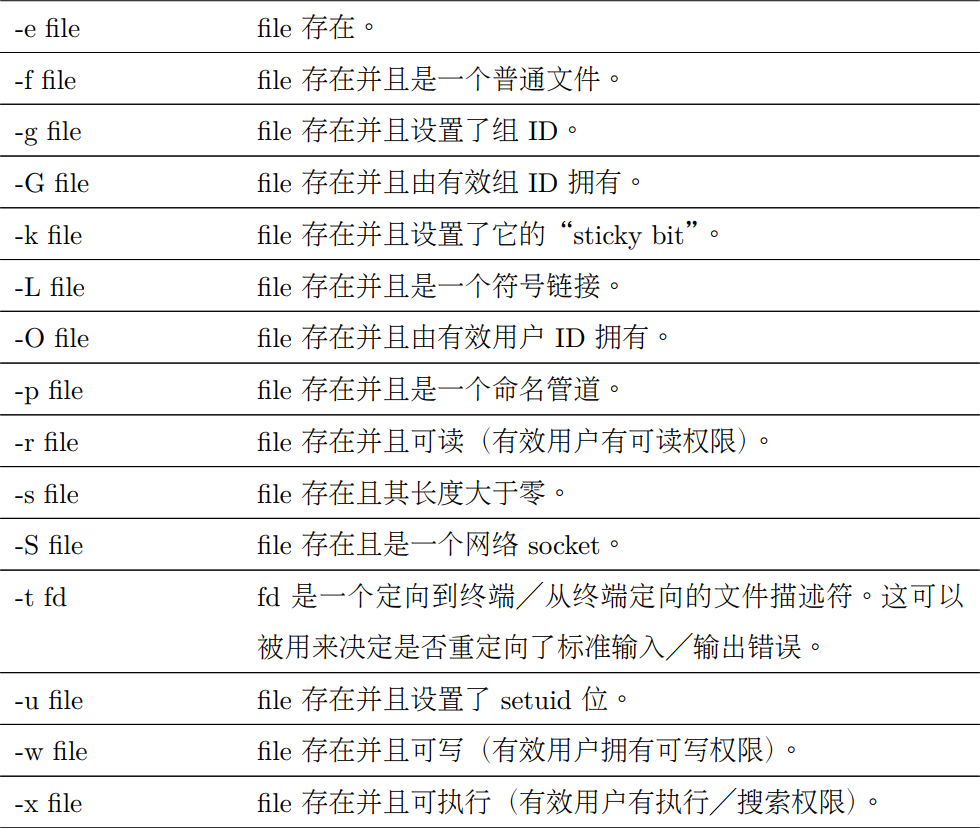 -e file file 存在。
-f file file 存在并且是一个普通文件。
-g file file 存在并且设置了组 ID。
-G file file 存在并且由有效组 ID 拥有。
-k file file 存在并且设置了它的“sticky bit”。
-L file file 存在并且是一个符号链接。
-O file file 存在并且由有效用户 ID 拥有。
-p file file 存在并且是一个命名管道。
-r file file 存在并且可读（有效用户有可读权限）。
-s file file 存在且其长度大于零。
-S file file 存在且是一个网络 socket。
-t fd fd 是一个定向到终端／从终端定向的文件描述符。这可以
被用来决定是否重定向了标准输入／输出错误。
-u file file 存在并且设置了 setuid 位。
-w file file 存在并且可写（有效用户拥有可写权限）。
-x file file 存在并且可执行（有效用户有执行／搜索权限）。